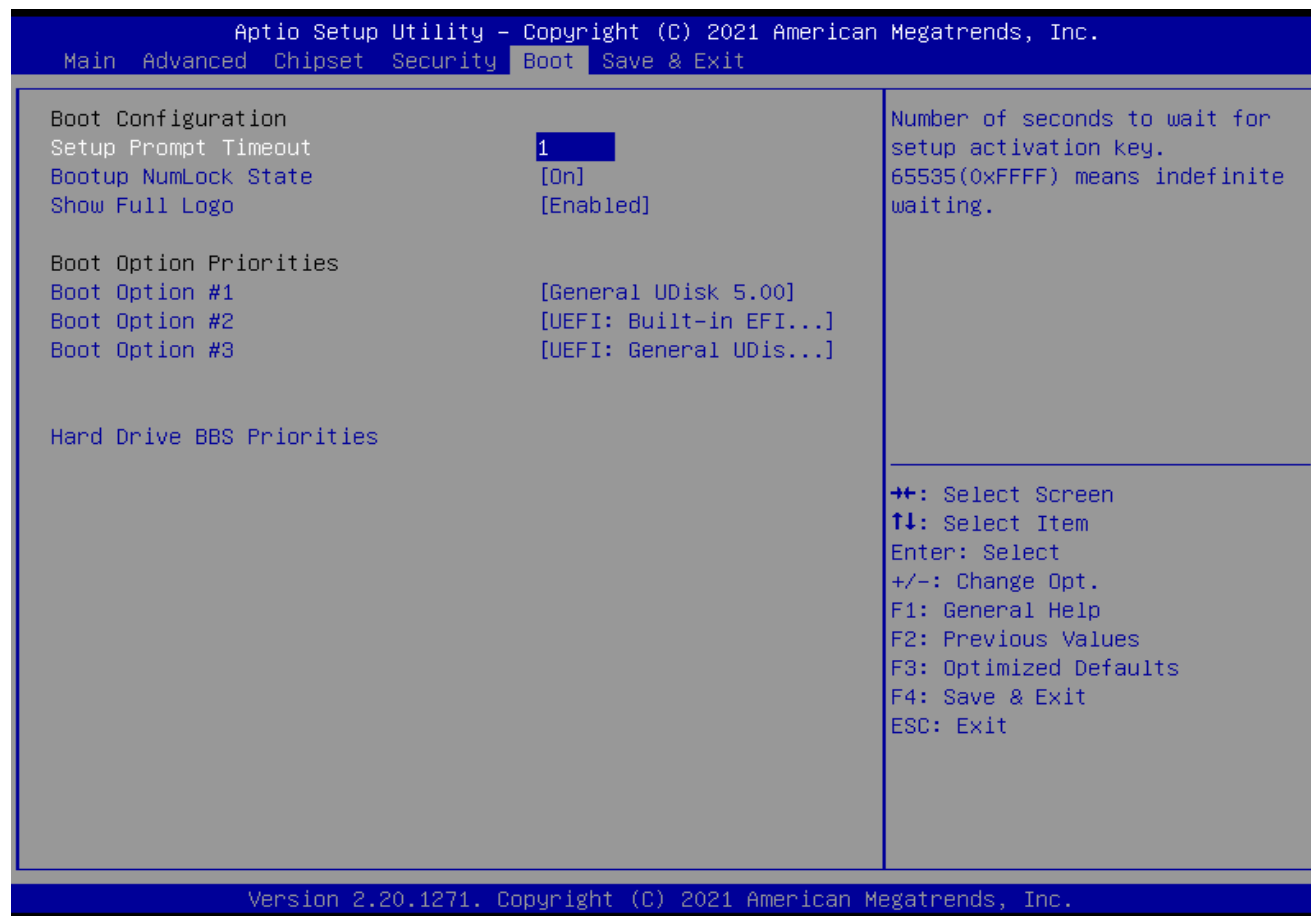 Aptio Setup Utility – Copyright (C) 2021 American Megatrends, Inc.
Main Advanced Chipset Security Boot Save & Exit
Boot Configuration
Setup Prompt Timeout 1
Bootup NumLock State [On]
Show Full Logo [Enabled]
Boot Option Priorities
Boot Option #1 [General UDisk 5.00]
Boot Option #2 [UEFI: Built-in EFI...]
Boot Option #3 [UEFI: General UDis...]
Hard Drive BBS Priorities
Number of seconds to wait for
setup activation key.
65535(0xFFFF) means indefinite
waiting.
→←: Select Screen
↑↓: Select Item
Enter: Select
+/-: Change Opt.
F1: General Help
F2: Previous Values
F3: Optimized Defaults
F4: Save & Exit
ESC: Exit
Version 2.20.1271. Copyright (C) 2021 American Megatrends, Inc.